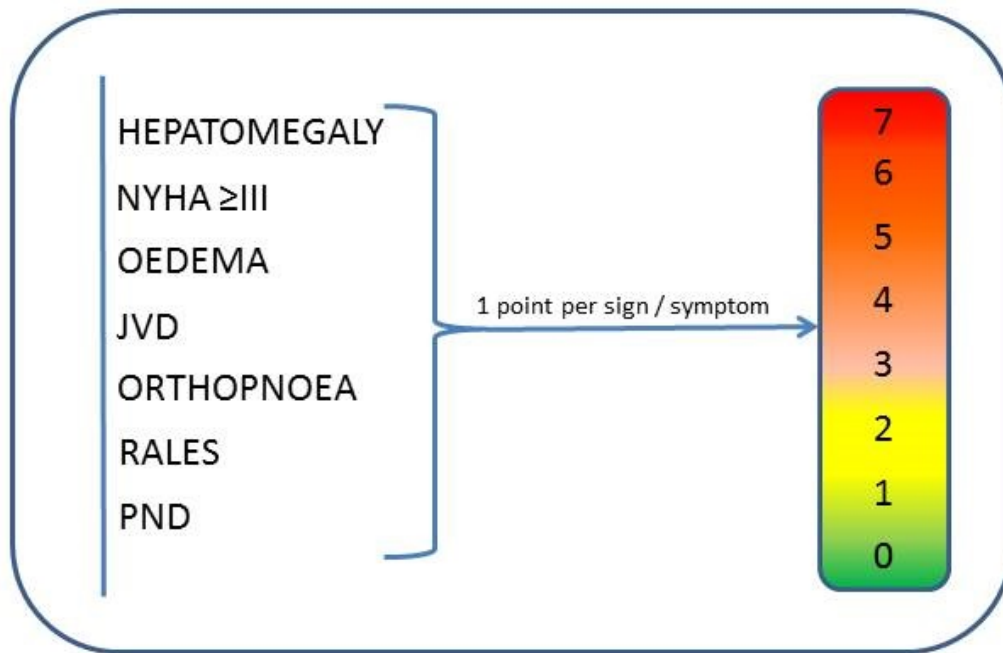 HEPATOMEGALY
NYHA ≥III
OEDEMA
JVD
ORTHOPNOEA
RALES
PND
1 point per sign / symptom
7
6
5
4
3
2
1
0